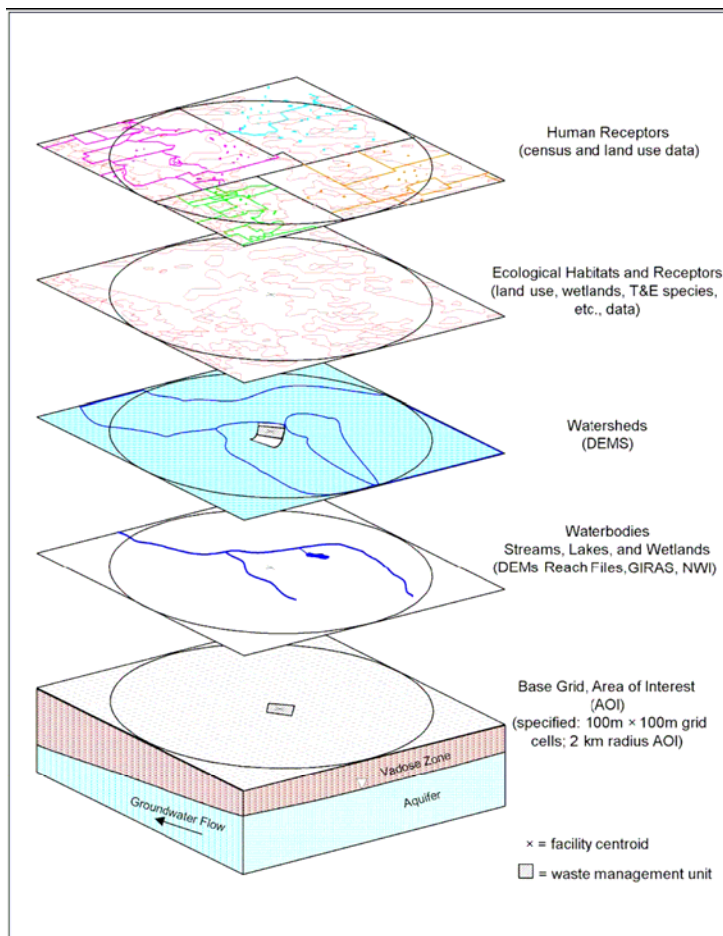 Human Receptors
(census and land use data)
Ecological Habitats and Receptors
(land use, wetlands, T&E species,
etc., data)
Watersheds
(DEMS)
Waterbodies
Streams, Lakes, and Wetlands
(DEMs Reach Files,GIRAS, NWI)
Base Grid, Area of Interest
(AOI)
(specified: 100m × 100m grid
cells; 2 km radius AOI)
Vadose Zone
Aquifer
Groundwater Flow
× = facility centroid
= waste management unit